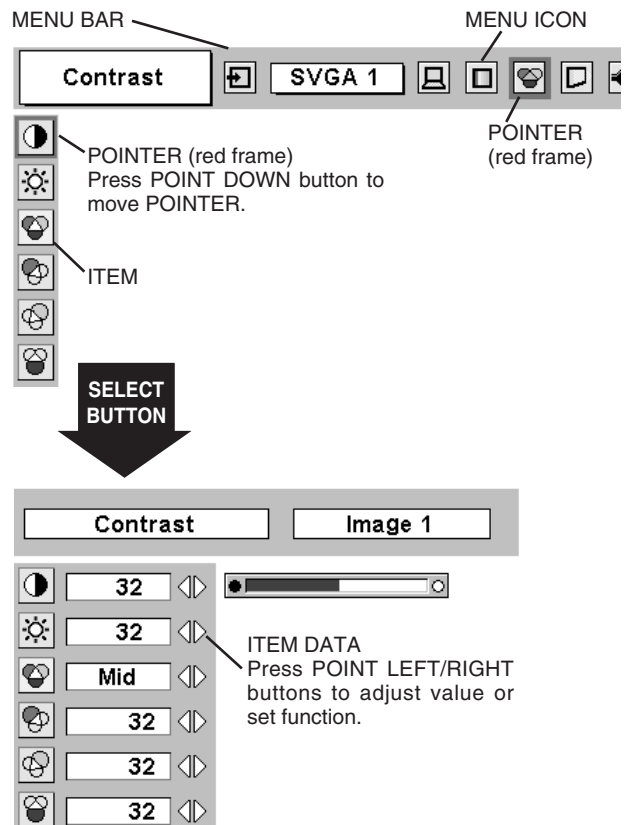 MENU BAR
MENU ICON
Contrast
SVGA 1
POINTER (red frame)
Press POINT DOWN button to
move POINTER.
POINTER
(red frame)
ITEM
SELECT
BUTTON
Contrast
Image 1
32
32
Mid
32
32
32
ITEM DATA
Press POINT LEFT/RIGHT
buttons to adjust value or
set function.